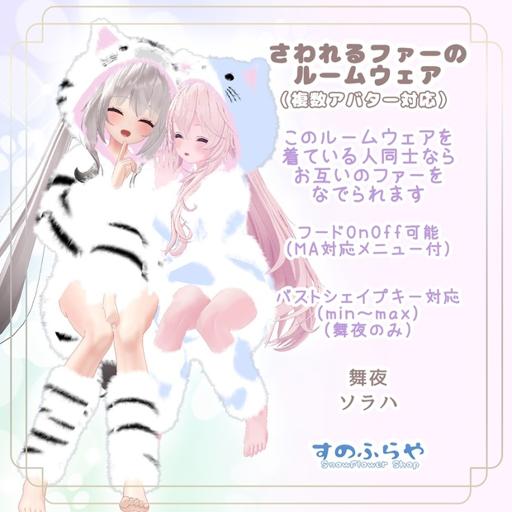 さわれるファーの
ルームウェア
(複数アバター対応)
このルームウェアを
着ている人同士なら
お互いのファーを
なでられます
フードOnOff可能
(MA対応メニュー付)
バストシェイプキー対応
(min～max)
(舞夜のみ)
舞夜
ソラハ
すのふらや
Snowflower Shop